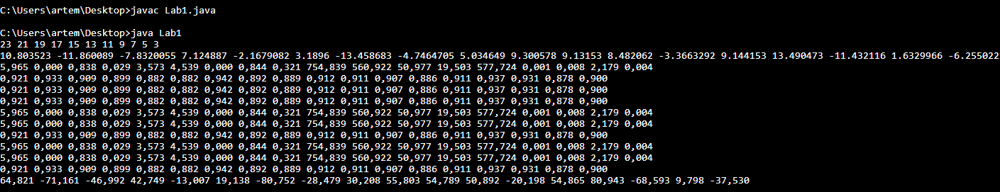 C:\Users\artem\Desktop>javac Lab1.java
C:\Users\artem\Desktop>java Lab1
23 21 19 17 15 13 11 9 7 5 3
10.803523 -11.860089 -7.8320055 7.124887 -2.1679082 3.1896 -13.458683 -4.7464705 5.034649 9.300578 9.13153 8.482062 -3.3663292 9.144153 13.490473 -11.432116 1.6329966 -6.255022
5,965 0,000 0,838 0,029 3,573 4,539 0,000 0,844 0,321 754,839 560,922 50,977 19,503 577,724 0,001 0,008 2,179 0,004
0,921 0,933 0,909 0,899 0,882 0,882 0,942 0,892 0,889 0,912 0,911 0,907 0,886 0,911 0,937 0,931 0,878 0,900
0,921 0,933 0,909 0,899 0,882 0,882 0,942 0,892 0,889 0,912 0,911 0,907 0,886 0,911 0,937 0,931 0,878 0,900
0,921 0,933 0,909 0,899 0,882 0,882 0,942 0,892 0,889 0,912 0,911 0,907 0,886 0,911 0,937 0,931 0,878 0,900
5,965 0,000 0,838 0,029 3,573 4,539 0,000 0,844 0,321 754,839 560,922 50,977 19,503 577,724 0,001 0,008 2,179 0,004
5,965 0,000 0,838 0,029 3,573 4,539 0,000 0,844 0,321 754,839 560,922 50,977 19,503 577,724 0,001 0,008 2,179 0,004
0,921 0,933 0,909 0,899 0,882 0,882 0,942 0,892 0,889 0,912 0,911 0,907 0,886 0,911 0,937 0,931 0,878 0,900
5,965 0,000 0,838 0,029 3,573 4,539 0,000 0,844 0,321 754,839 560,922 50,977 19,503 577,724 0,001 0,008 2,179 0,004
5,965 0,000 0,838 0,029 3,573 4,539 0,000 0,844 0,321 754,839 560,922 50,977 19,503 577,724 0,001 0,008 2,179 0,004
0,921 0,933 0,909 0,899 0,882 0,882 0,942 0,892 0,889 0,912 0,911 0,907 0,886 0,911 0,937 0,931 0,878 0,900
64,821 -71,161 -46,992 42,749 -13,007 19,138 -80,752 -28,479 30,208 55,803 54,789 50,892 -20,198 54,865 80,943 -68,593 9,798 -37,530